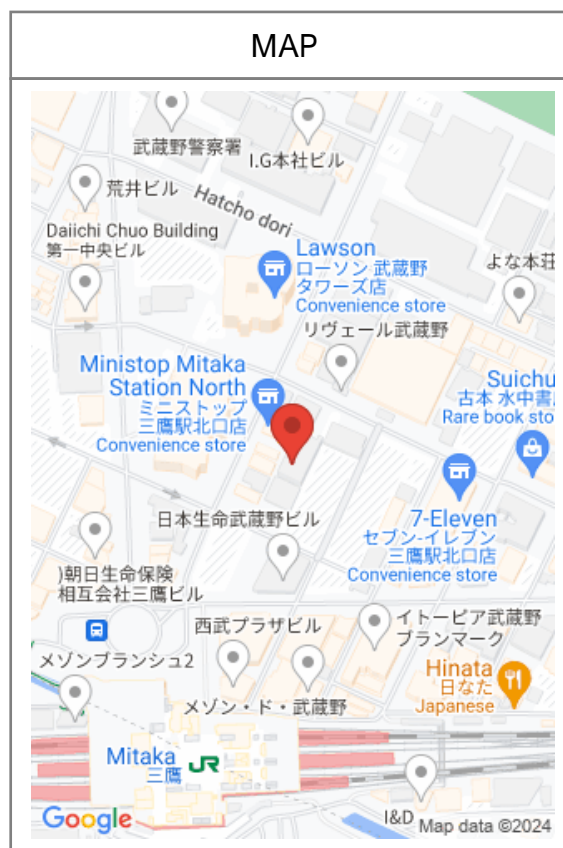 MAP
武蔵野警察署
I.G本社ビル
荒井ビル
Hatcho dori
Daiichi Chuo Building
第一中央ビル
Lawson
ローソン 武蔵野
タワーズ店
Convenience store
よな本荘
リヴェール武蔵野
Ministop Mitaka
Station North
ミニストップ
三鷹駅北口店
Convenience store
Suichu
古本 水中書
Rare book sto
日本生命武蔵野ビル
7-Eleven
セブン-イレブン
三鷹駅北口店
Convenience store
)朝日生命保険
相互会社三鷹ビル
西武プラザビル
イトーピア武蔵野
ブランマーク
メゾンブランシュ2
Hinata
日なた
Japanese
メゾン・ド・武蔵野
Mitaka
三鷹
JR
I&D
Google
Map data ©2024